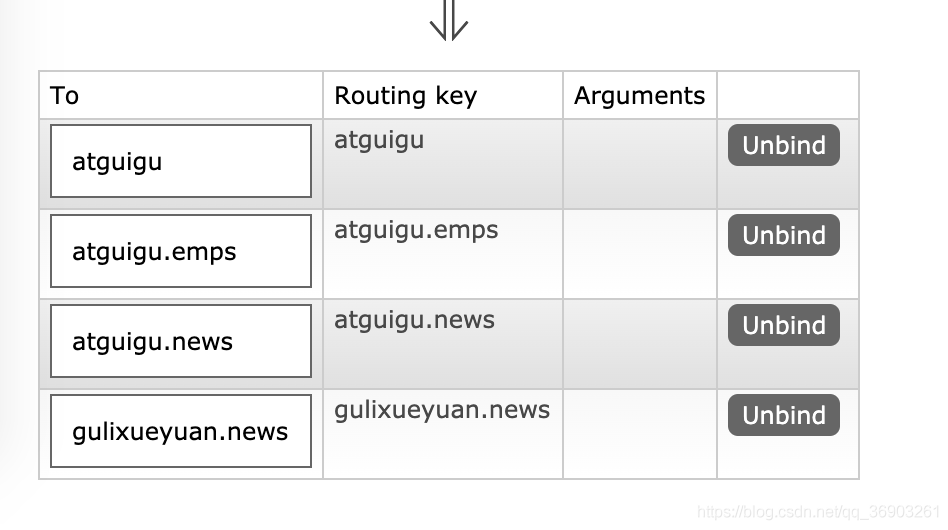 To Routing key Arguments
atguigu atguigu Unbind
atguigu.emps atguigu.emps Unbind
atguigu.news atguigu.news Unbind
gulixueyuan.news gulixueyuan.news Unbind
https://blog.csdn.net/qq_36903261